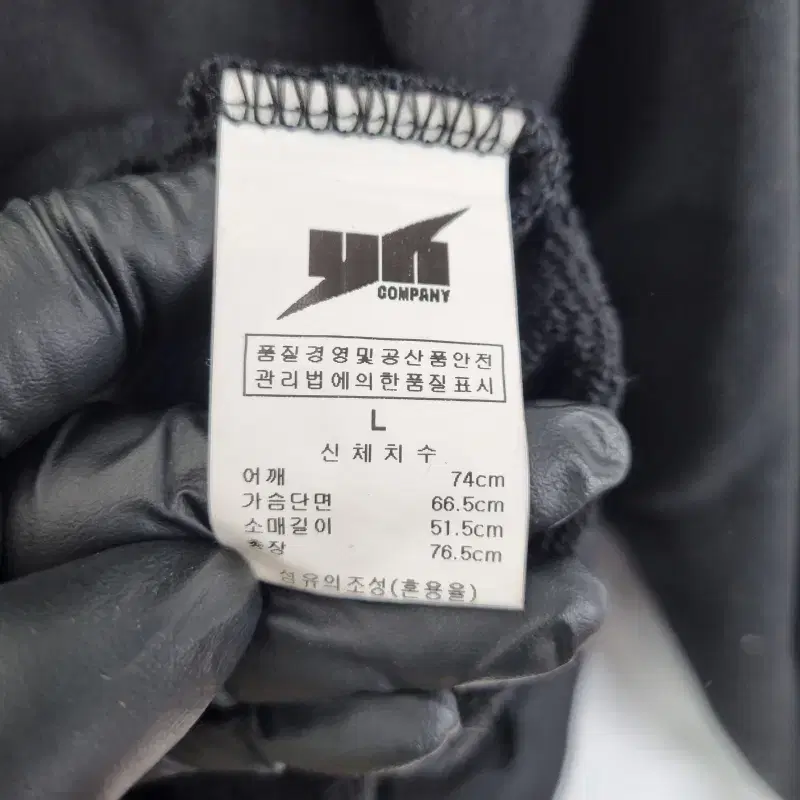 yh
COMPANY
품질경영및공산품안전
관리법에의한품질표시
L
신체치수
어깨 74cm
가슴단면 66.5cm
소매길이 51.5cm
총장 76.5cm
섬유의조성(혼용율)